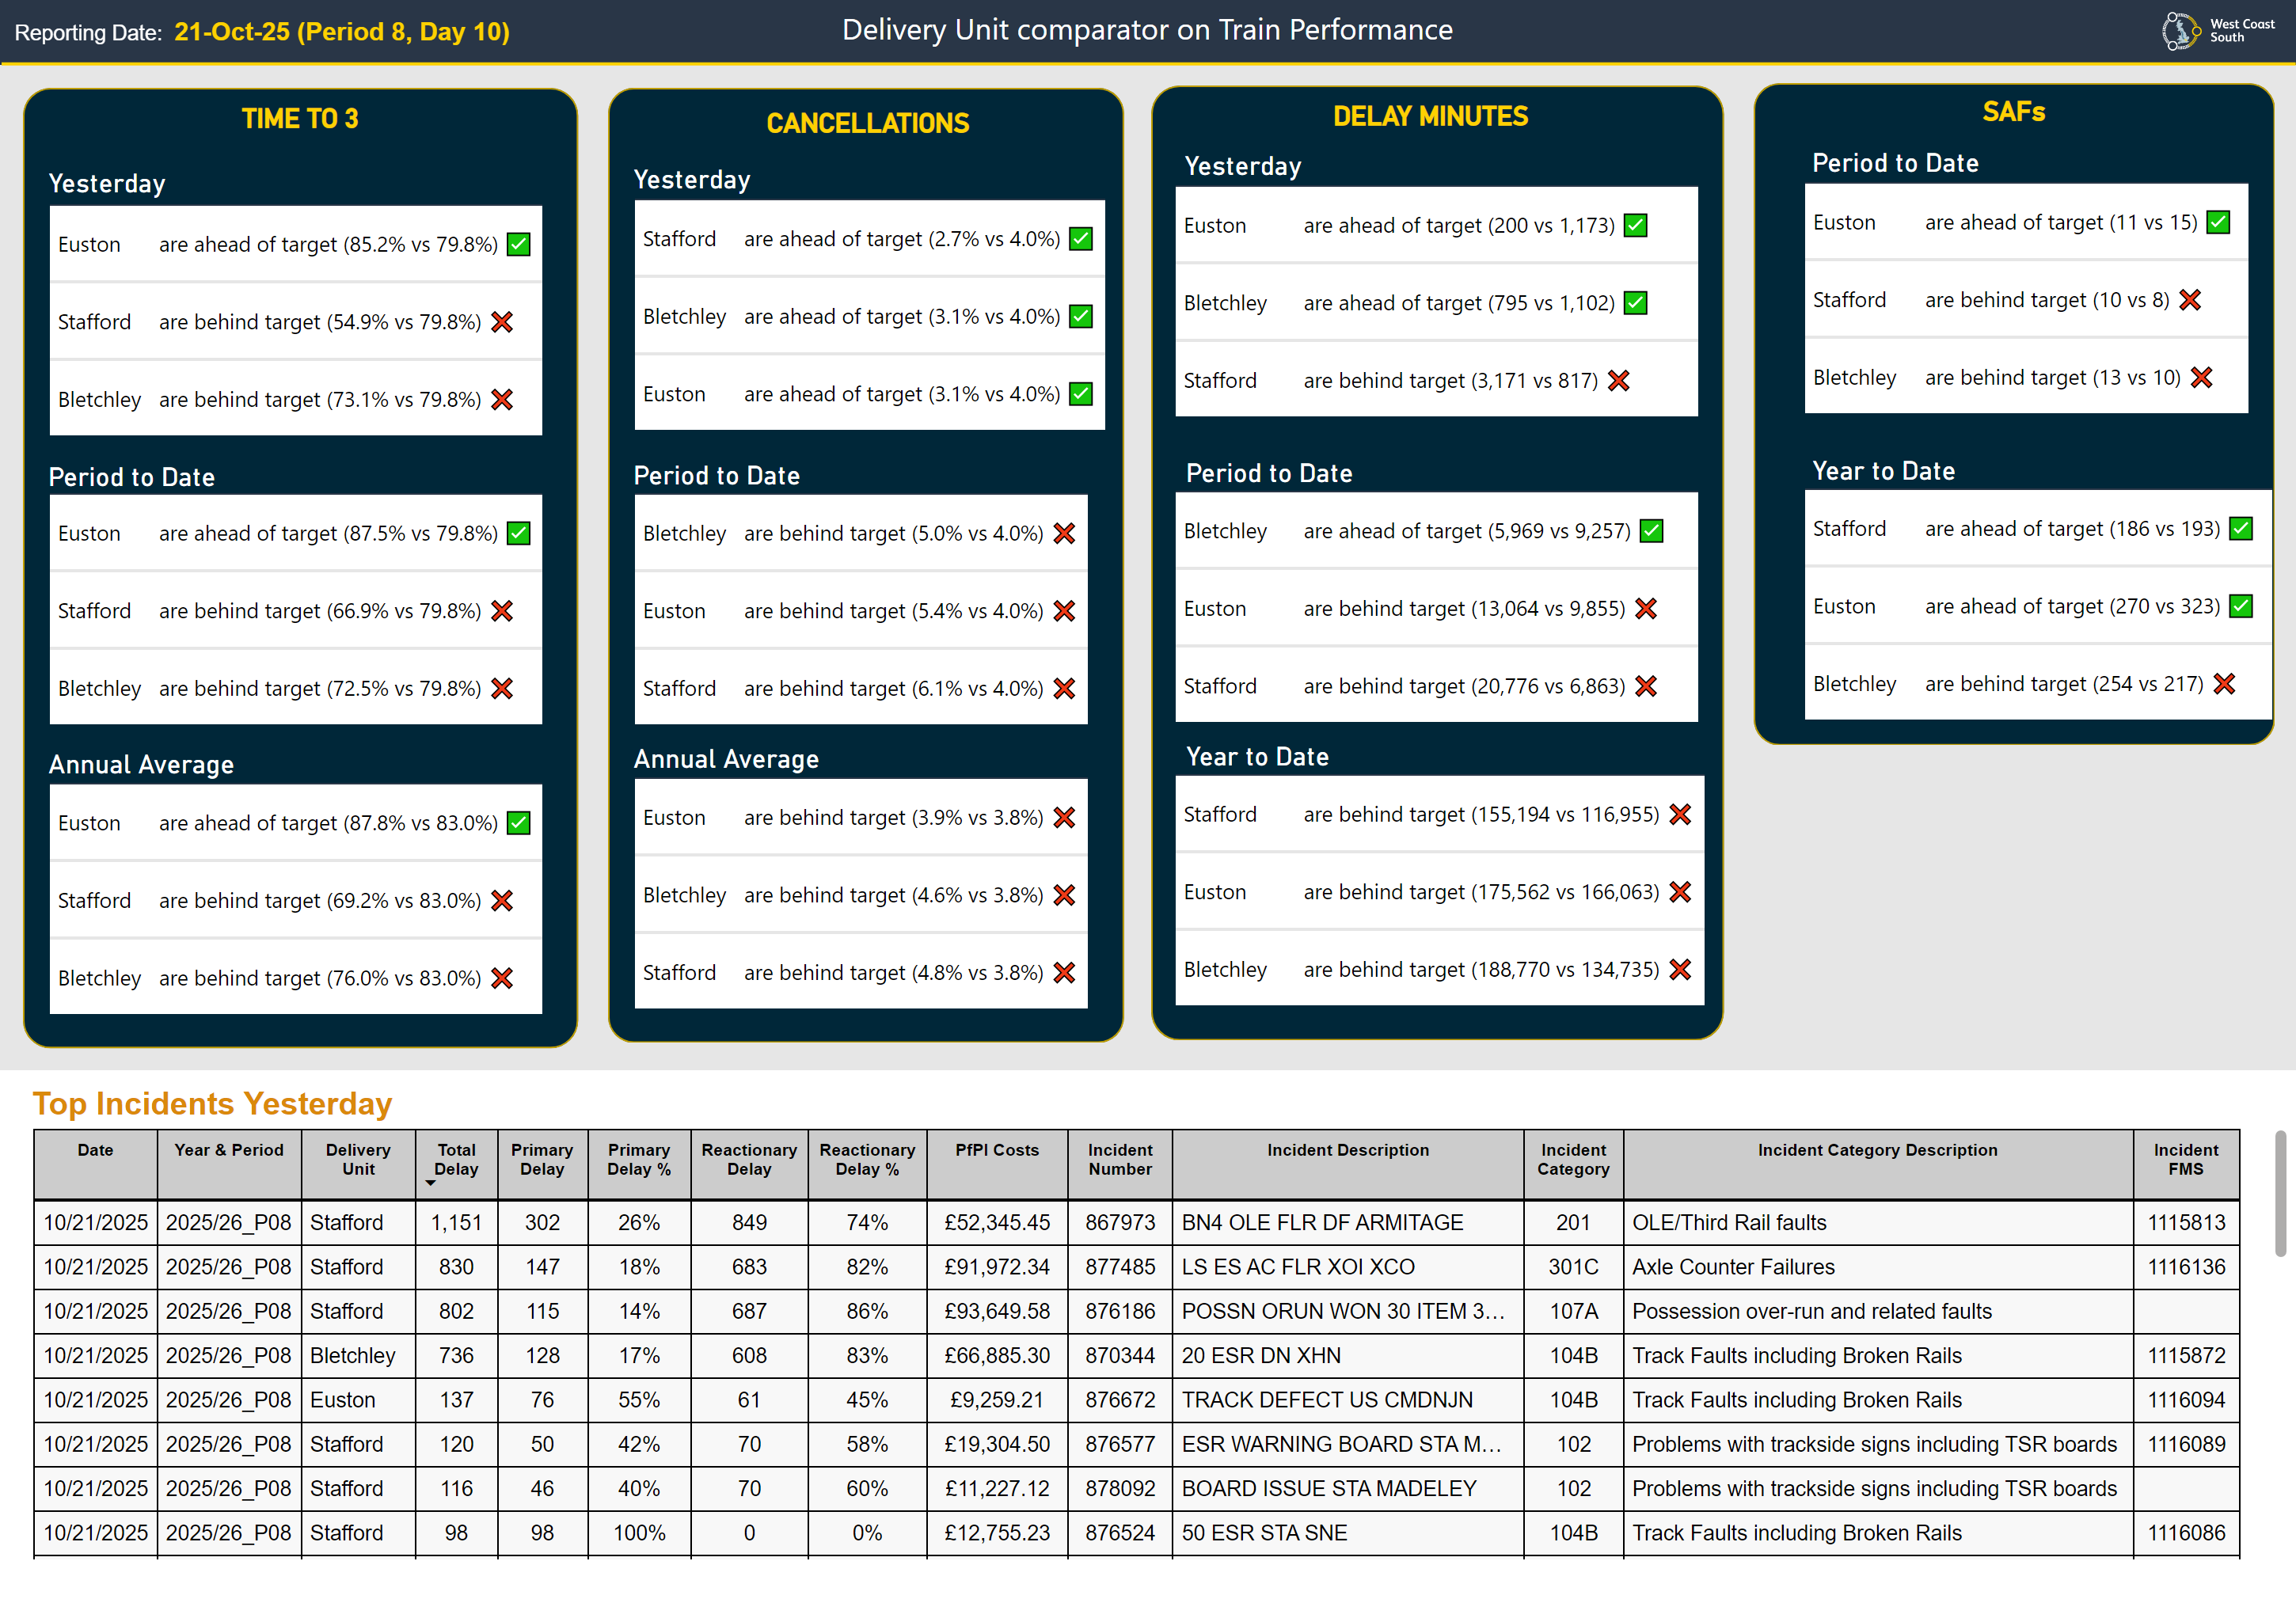 Reporting Date: 21-Oct-25 (Period 8, Day 10)
Delivery Unit comparator on Train Performance
West Coast
South
TIME TO 3
Yesterday
Euston are ahead of target (85.2% vs 79.8%) ✅
Stafford are behind target (54.9% vs 79.8%) ❌
Bletchley are behind target (73.1% vs 79.8%) ❌
Period to Date
Euston are ahead of target (87.5% vs 79.8%) ✅
Stafford are behind target (66.9% vs 79.8%) ❌
Bletchley are behind target (72.5% vs 79.8%) ❌
Annual Average
Euston are ahead of target (87.8% vs 83.0%) ✅
Stafford are behind target (69.2% vs 83.0%) ❌
Bletchley are behind target (76.0% vs 83.0%) ❌
CANCELLATIONS
Yesterday
Stafford are ahead of target (2.7% vs 4.0%) ✅
Bletchley are ahead of target (3.1% vs 4.0%) ✅
Euston are ahead of target (3.1% vs 4.0%) ✅
Period to Date
Bletchley are behind target (5.0% vs 4.0%) ❌
Euston are behind target (5.4% vs 4.0%) ❌
Stafford are behind target (6.1% vs 4.0%) ❌
Annual Average
Euston are behind target (3.9% vs 3.8%) ❌
Bletchley are behind target (4.6% vs 3.8%) ❌
Stafford are behind target (4.8% vs 3.8%) ❌
DELAY MINUTES
Yesterday
Euston are ahead of target (200 vs 1,173) ✅
Bletchley are ahead of target (795 vs 1,102) ✅
Stafford are behind target (3,171 vs 817) ❌
Period to Date
Bletchley are ahead of target (5,969 vs 9,257) ✅
Euston are behind target (13,064 vs 9,855) ❌
Stafford are behind target (20,776 vs 6,863) ❌
Year to Date
Stafford are behind target (155,194 vs 116,955) ❌
Euston are behind target (175,562 vs 166,063) ❌
Bletchley are behind target (188,770 vs 134,735) ❌
SAFs
Period to Date
Euston are ahead of target (11 vs 15) ✅
Stafford are behind target (10 vs 8) ❌
Bletchley are behind target (13 vs 10) ❌
Year to Date
Stafford are ahead of target (186 vs 193) ✅
Euston are ahead of target (270 vs 323) ✅
Bletchley are behind target (254 vs 217) ❌
Top Incidents Yesterday
Date Year & Period Delivery Unit Total Delay Primary Delay Primary Delay % Reactionary Delay Reactionary Delay % PfPI Costs Incident Number Incident Description Incident Category Incident Category Description Incident FMS
10/21/2025 2025/26_P08 Stafford 1,151 302 26% 849 74% £52,345.45 867973 BN4 OLE FLR DF ARMITAGE 201 OLE/Third Rail faults 1115813
10/21/2025 2025/26_P08 Stafford 830 147 18% 683 82% £91,972.34 877485 LS ES AC FLR XOI XCO 301C Axle Counter Failures 1116136
10/21/2025 2025/26_P08 Stafford 802 115 14% 687 86% £93,649.58 876186 POSSN ORUN WON 30 ITEM 3… 107A Possession over-run and related faults
10/21/2025 2025/26_P08 Bletchley 736 128 17% 608 83% £66,885.30 870344 20 ESR DN XHN 104B Track Faults including Broken Rails 1115872
10/21/2025 2025/26_P08 Euston 137 76 55% 61 45% £9,259.21 876672 TRACK DEFECT US CMDNJN 104B Track Faults including Broken Rails 1116094
10/21/2025 2025/26_P08 Stafford 120 50 42% 70 58% £19,304.50 876577 ESR WARNING BOARD STA M… 102 Problems with trackside signs including TSR boards 1116089
10/21/2025 2025/26_P08 Stafford 116 46 40% 70 60% £11,227.12 878092 BOARD ISSUE STA MADELEY 102 Problems with trackside signs including TSR boards
10/21/2025 2025/26_P08 Stafford 98 98 100% 0 0% £12,755.23 876524 50 ESR STA SNE 104B Track Faults including Broken Rails 1116086